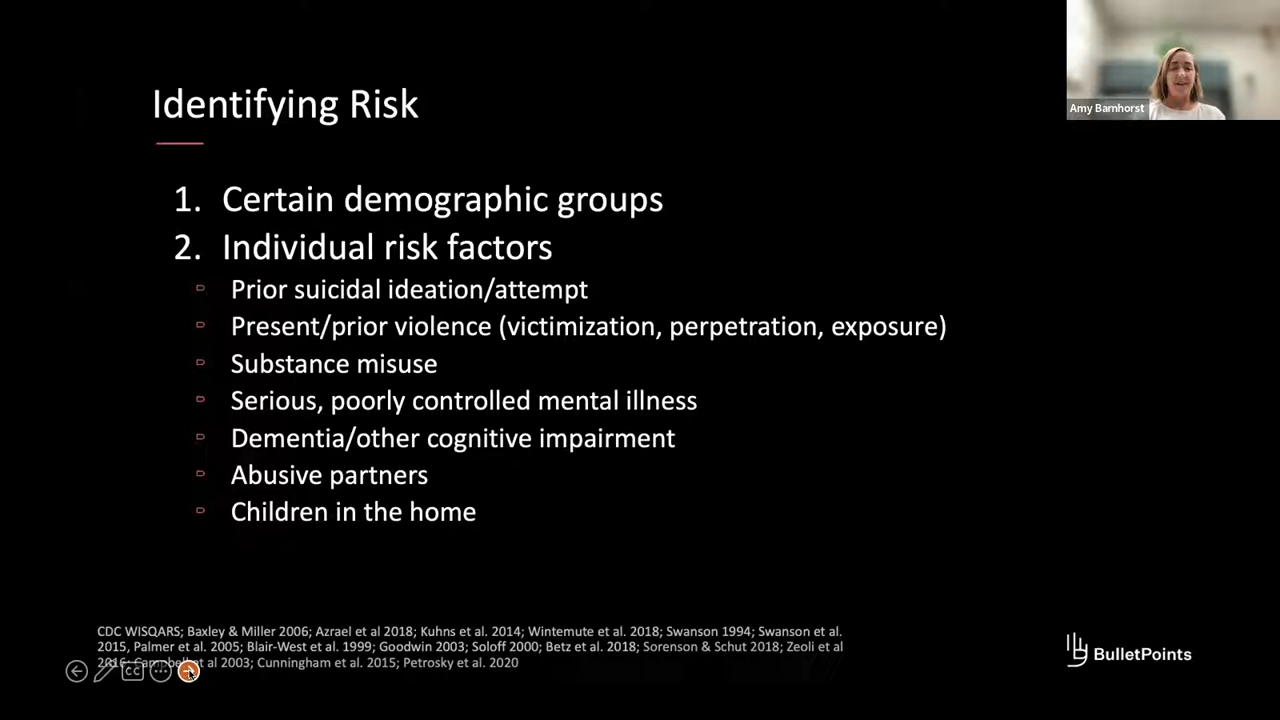 Amy Barnhorst
Identifying Risk
1. Certain demographic groups
2. Individual risk factors
Prior suicidal ideation/attempt
Present/prior violence (victimization, perpetration, exposure)
Substance misuse
Serious, poorly controlled mental illness
Dementia/other cognitive impairment
Abusive partners
Children in the home
CDC WISQARS; Baxley & Miller 2006; Azrael et al 2018; Kuhns et al. 2014; Wintemute et al. 2018; Swanson 1994; Swanson et al.
2015, Palmer et al. 2005; Blair-West et al. 1999; Goodwin 2003; Soloff 2000; Betz et al. 2018; Sorenson & Schut 2018; Zeoli et al
2016; Campbell et al 2003; Cunningham et al. 2015; Petrosky et al. 2020
CC
BulletPoints